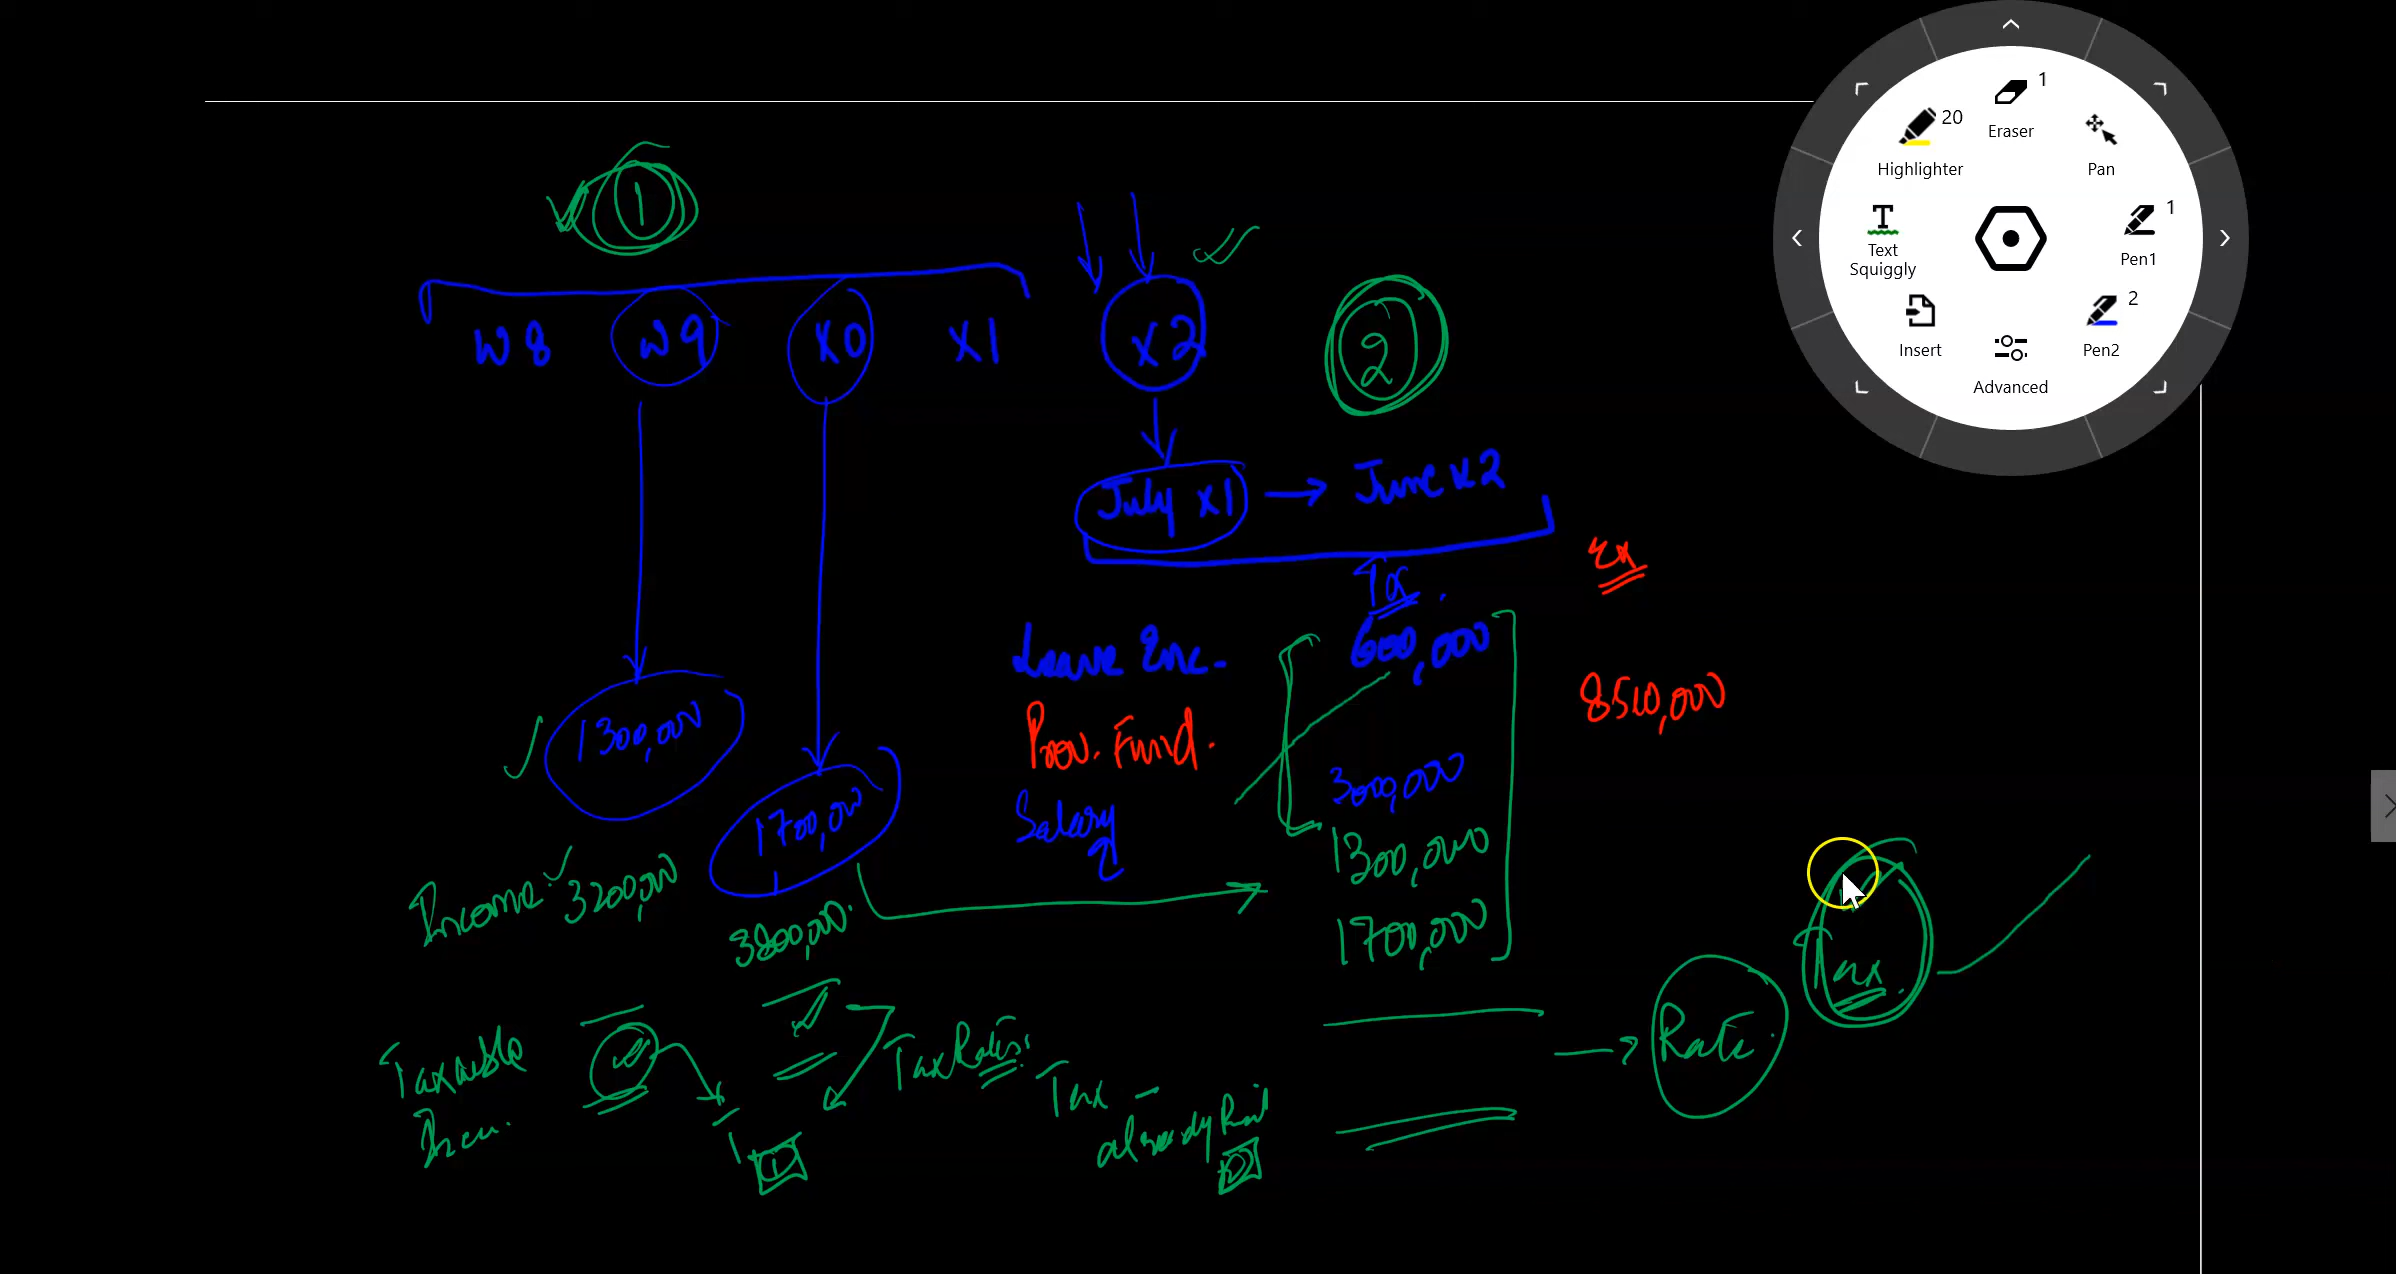 1
W8 W9 X0 X1 X2
2
July X1 → June X2
Ex
Tx.
Leave Enc. 600,000
Prov. Fund. 8510,000
Salary 300,000
1300,000
1700,000
1300,000
1700,000
Income: 3200,000
3800,000.
Taxable
Tax Rates:
Tax
already Paid
1
2
Rate.
Tax.
Eraser 1
Highlighter 20
Pan
Text
Squiggly
Pen1 1
Insert
Pen2 2
Advanced